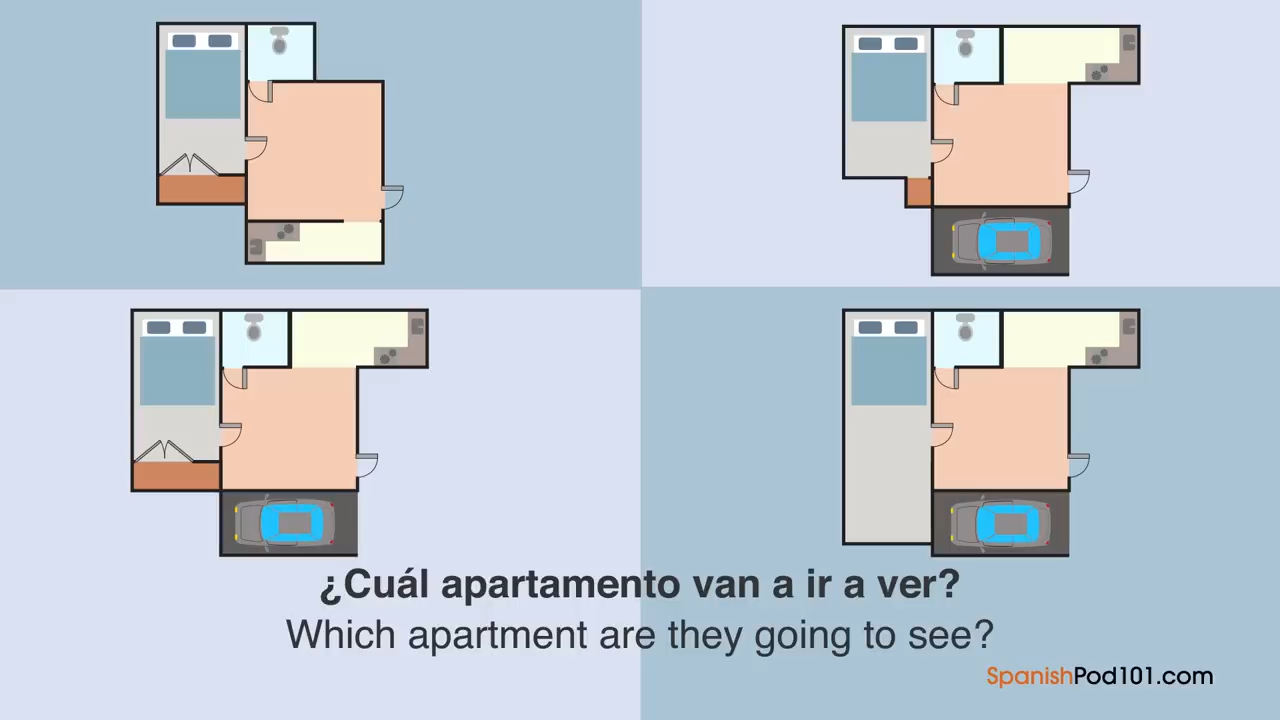 ¿Cuál apartamento van a ir a ver?
Which apartment are they going to see?
SpanishPod101.com